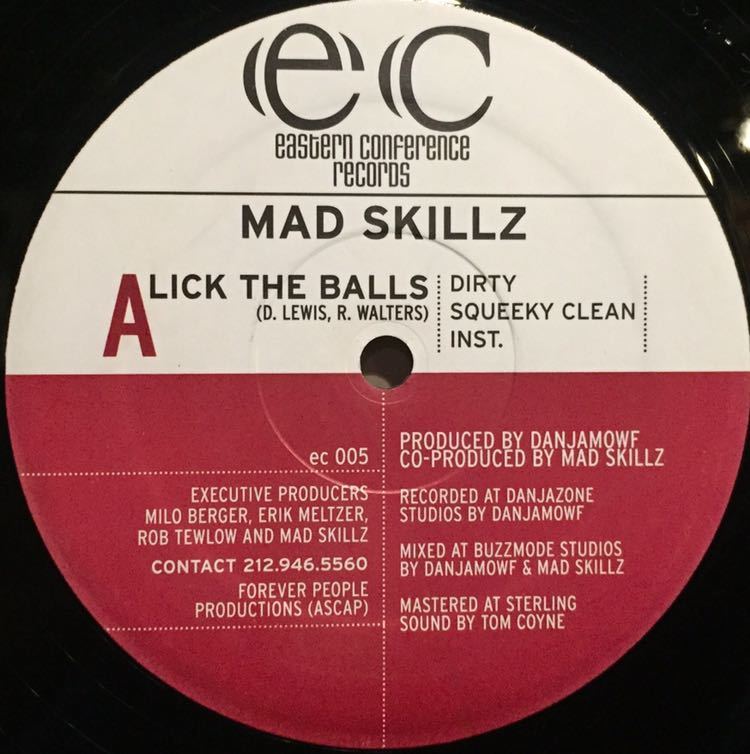 ec
eastern conference
records
MAD SKILLZ
A
LICK THE BALLS
(D. LEWIS, R. WALTERS)
DIRTY
SQUEEKY CLEAN
INST.
ec 005
EXECUTIVE PRODUCERS
MILO BERGER, ERIK MELTZER,
ROB TEWLOW AND MAD SKILLZ
CONTACT 212.946.5560
FOREVER PEOPLE
PRODUCTIONS (ASCAP)
PRODUCED BY DANJAMOWF
CO-PRODUCED BY MAD SKILLZ
RECORDED AT DANJAZONE
STUDIOS BY DANJAMOWF
MIXED AT BUZZMODE STUDIOS
BY DANJAMOWF & MAD SKILLZ
MASTERED AT STERLING
SOUND BY TOM COYNE